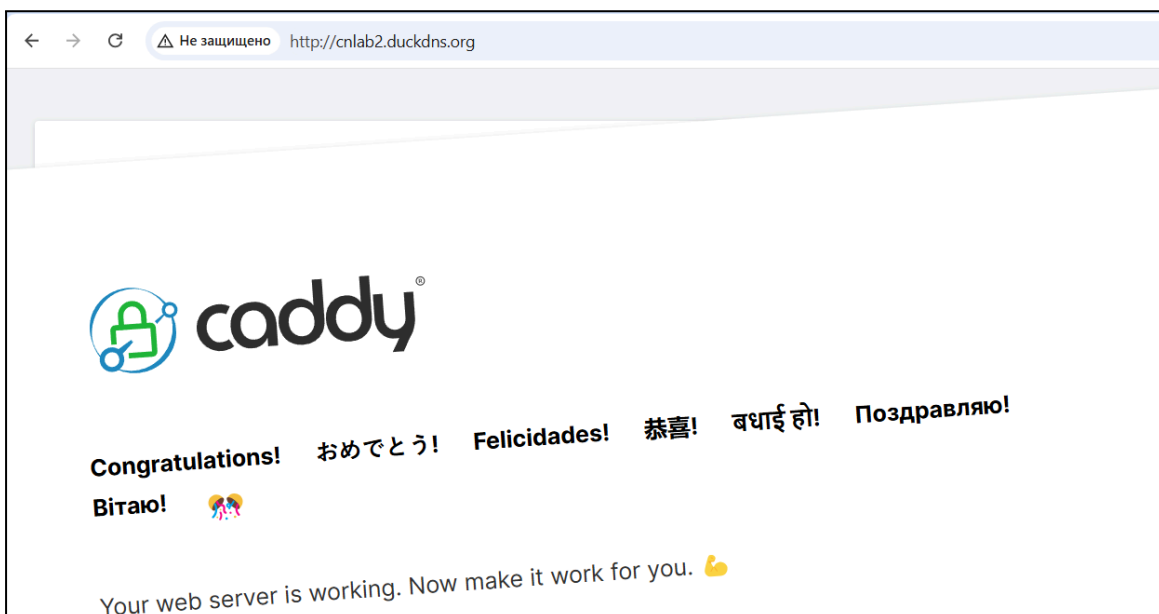 Не защищено http://cnlab2.duckdns.org
caddy®
Congratulations! おめでとう! Felicidades! 恭喜! बधाई हो! Поздравляю!
Вітаю!
Your web server is working. Now make it work for you. 💪